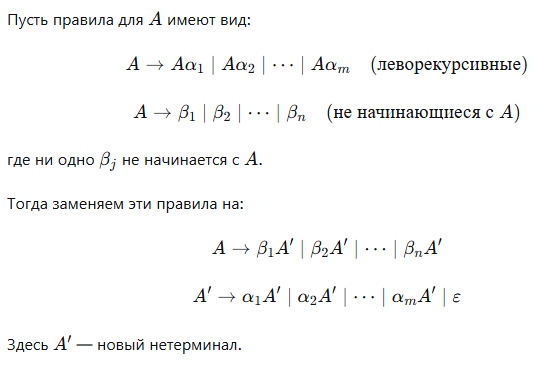 Пусть правила для A имеют вид:
A → Aα₁ | Aα₂ | ··· | Aαₘ (леворекурсивные)
A → β₁ | β₂ | ··· | βₙ (не начинающиеся с A)
где ни одно βⱼ не начинается с A.
Тогда заменяем эти правила на:
A → β₁A′ | β₂A′ | ··· | βₙA′
A′ → α₁A′ | α₂A′ | ··· | αₘA′ | ε
Здесь A′ — новый нетерминал.